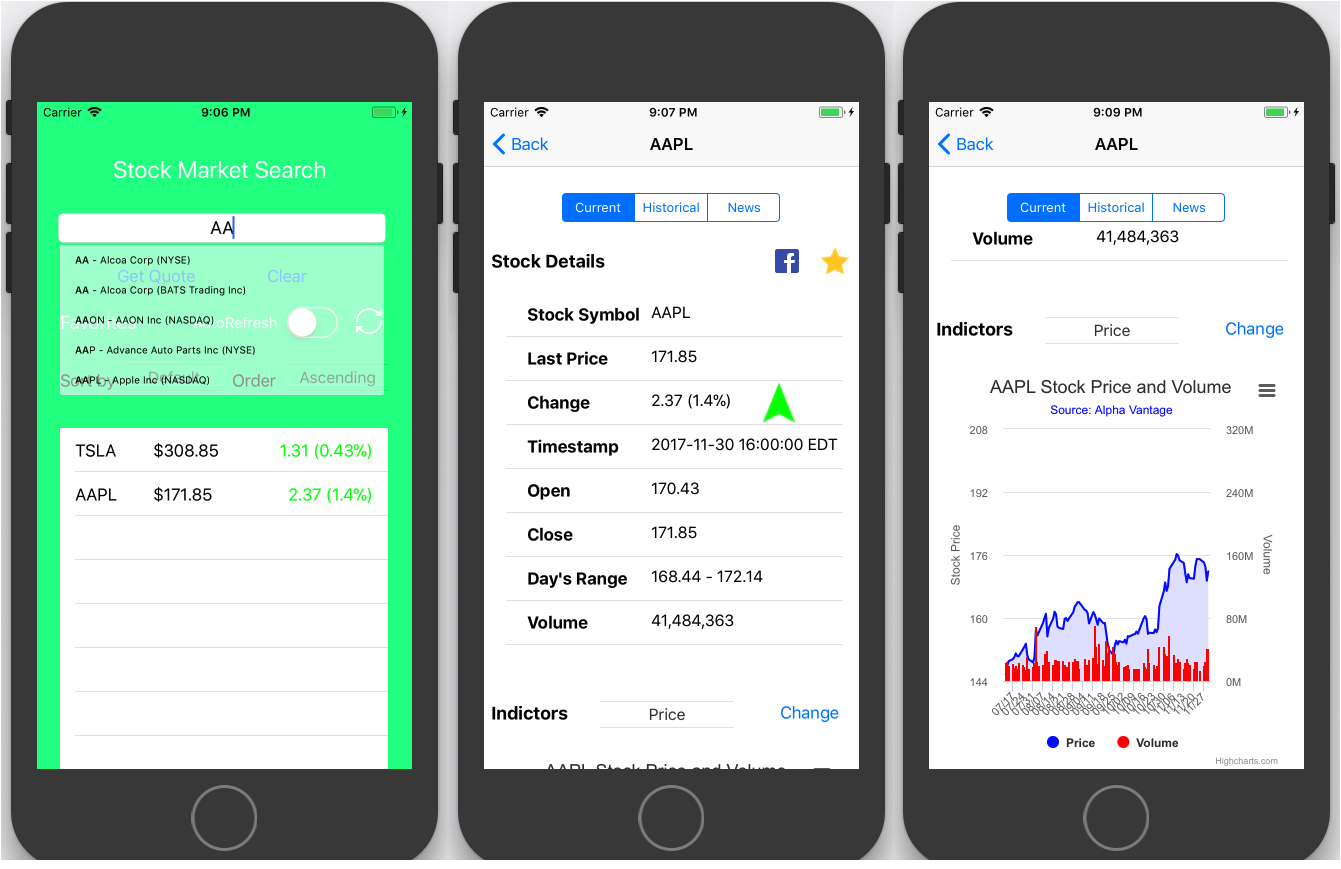 Carrier 9:06 PM
Stock Market Search
AA
AA - Alcoa Corp (NYSE)
Get Quote Clear
AA - Alcoa Corp (BATS Trading Inc)
AAON - AAON Inc (NASDAQ)
Favorites AutoRefresh
AAP - Advance Auto Parts Inc (NYSE)
AAPL - Apple Inc (NASDAQ)
Sort by Default Order Ascending
TSLA $308.85 1.31 (0.43%)
AAPL $171.85 2.37 (1.4%)
Carrier 9:07 PM
Back AAPL
Current Historical News
Stock Details
Stock Symbol AAPL
Last Price 171.85
Change 2.37 (1.4%)
Timestamp 2017-11-30 16:00:00 EDT
Open 170.43
Close 171.85
Day's Range 168.44 - 172.14
Volume 41,484,363
Indictors Price Change
AAPL Stock Price and Volume
Carrier 9:09 PM
Back AAPL
Current Historical News
Volume 41,484,363
Indictors Price Change
AAPL Stock Price and Volume
Source: Alpha Vantage
208 320M
192 240M
176 160M
Stock Price
Volume
160 80M
144 0M
07/17 07/24 07/31 08/07 08/14 08/21 08/28 09/04 09/11 09/18 09/25 10/02 10/09 10/16 10/23 10/30 11/06 11/13 11/20 11/27
Price Volume
Highcharts.com